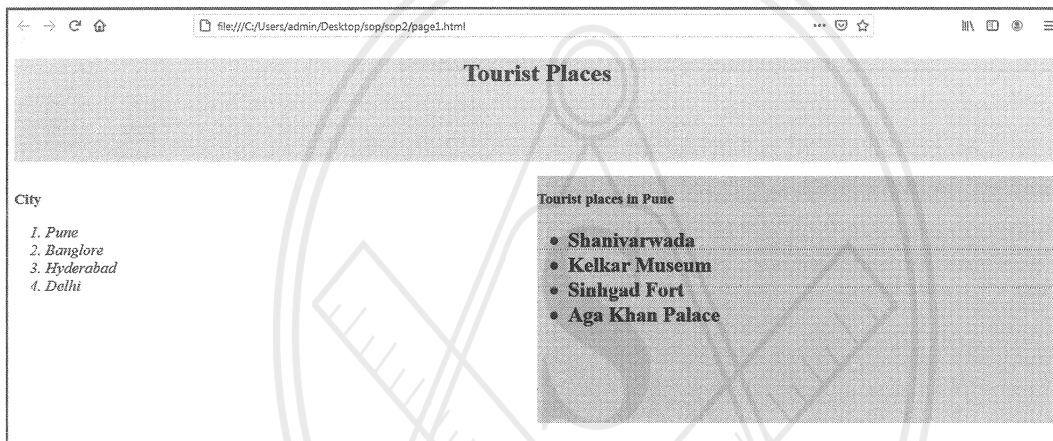 file:///C:/Users/admin/Desktop/sop/sop2/page1.html
Tourist Places
City
1. Pune
2. Banglore
3. Hyderabad
4. Delhi
Tourist places in Pune
• Shanivarwada
• Kelkar Museum
• Sinhgad Fort
• Aga Khan Palace